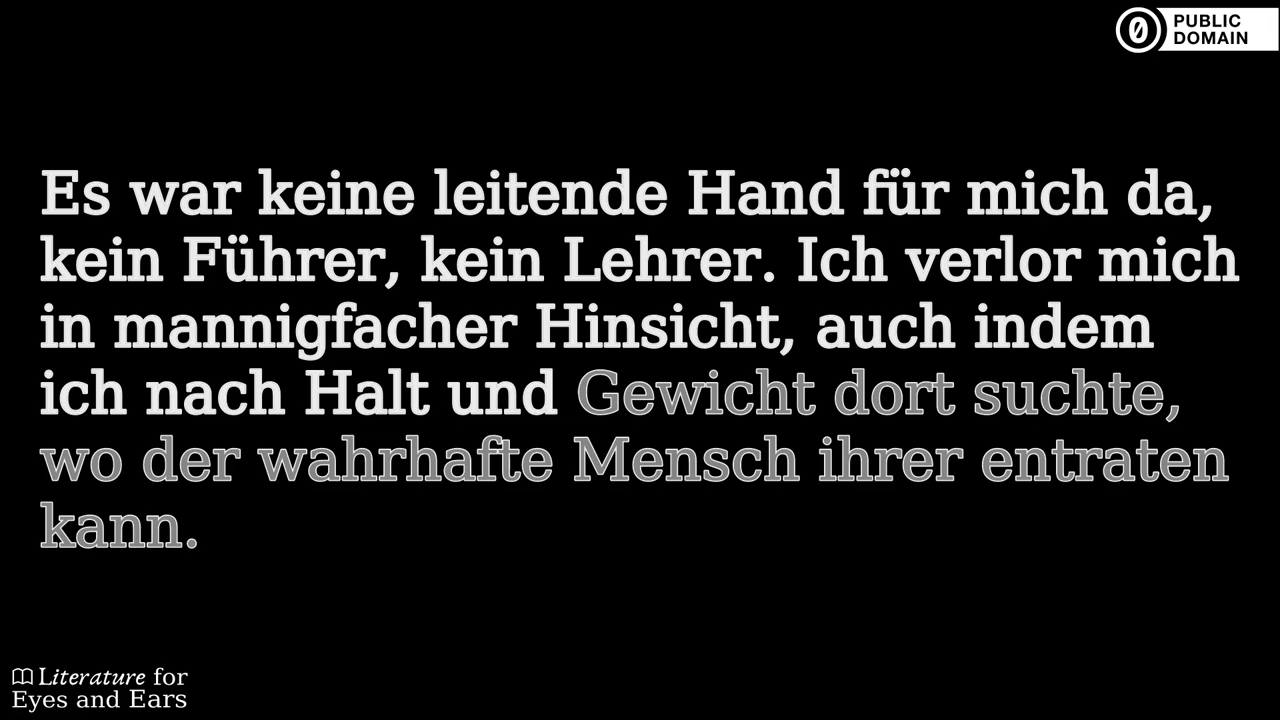 PUBLIC
DOMAIN
Es war keine leitende Hand für mich da,
kein Führer, kein Lehrer. Ich verlor mich
in mannigfacher Hinsicht, auch indem
ich nach Halt und Gewicht dort suchte,
wo der wahrhafte Mensch ihrer entraten
kann.
Literature for
Eyes and Ears